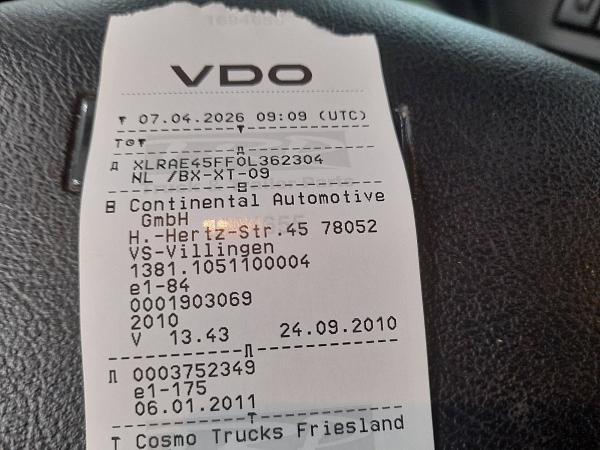 VDO
▼ 07.04.2026 09:09 (UTC)
XLRAE45FF0L362304
NL /BX-XT-09
Continental Automotive
GmbH
H.-Hertz-Str.45 78052
VS-Villingen
1381.1051100004
e1-84
0001903069
2010
V 13.43 24.09.2010
0003752349
e1-175
06.01.2011
T Cosmo Trucks Friesland